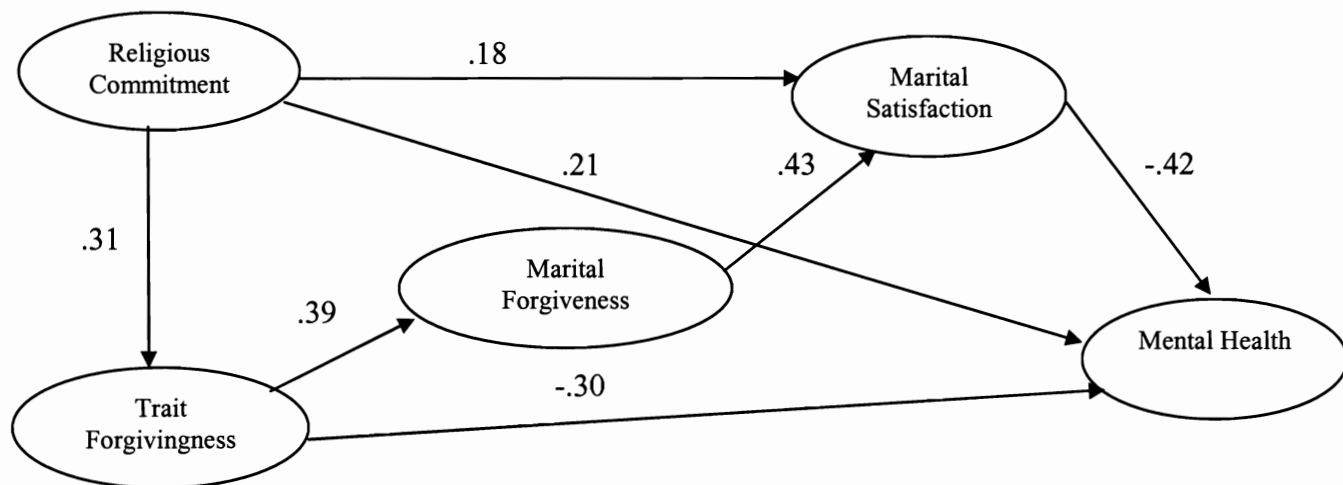 Religious
Commitment
.18
Marital
Satisfaction
.21
.43
-.42
.31
Marital
Forgiveness
.39
Mental Health
-.30
Trait
Forgivingness